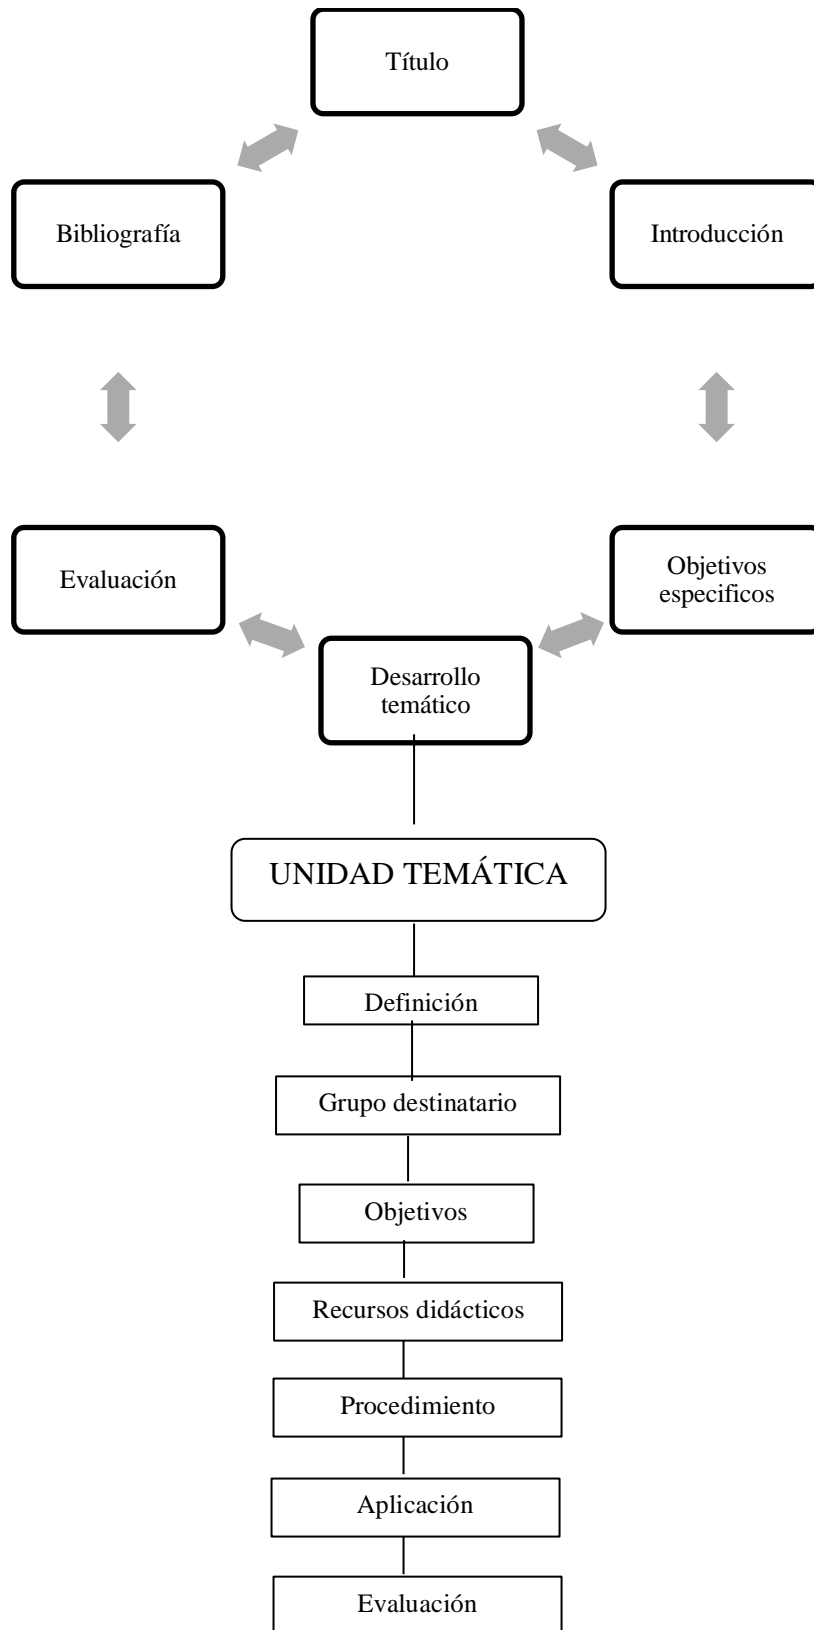 Título
Bibliografía
Introducción
Evaluación
Objetivos
especificos
Desarrollo
temático
UNIDAD TEMÁTICA
Definición
Grupo destinatario
Objetivos
Recursos didácticos
Procedimiento
Aplicación
Evaluación